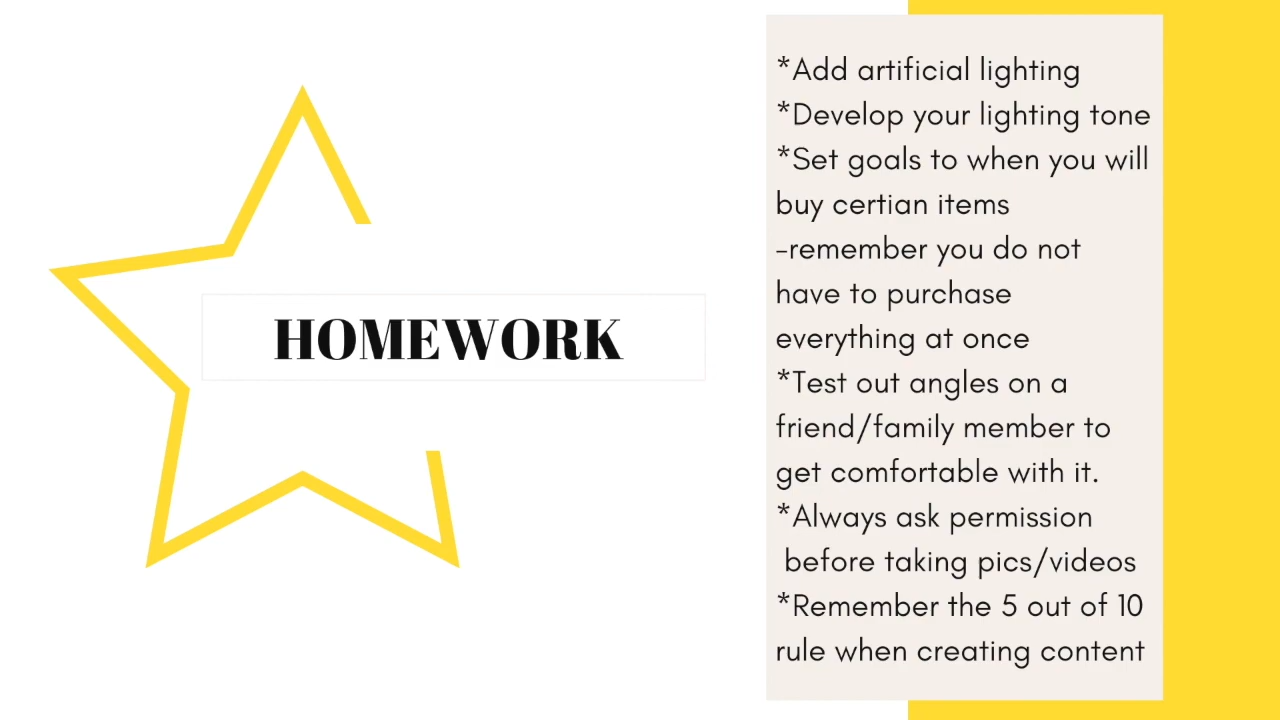 HOMEWORK
*Add artificial lighting
*Develop your lighting tone
*Set goals to when you will
buy certian items
-remember you do not
have to purchase
everything at once
*Test out angles on a
friend/family member to
get comfortable with it.
*Always ask permission
before taking pics/videos
*Remember the 5 out of 10
rule when creating content